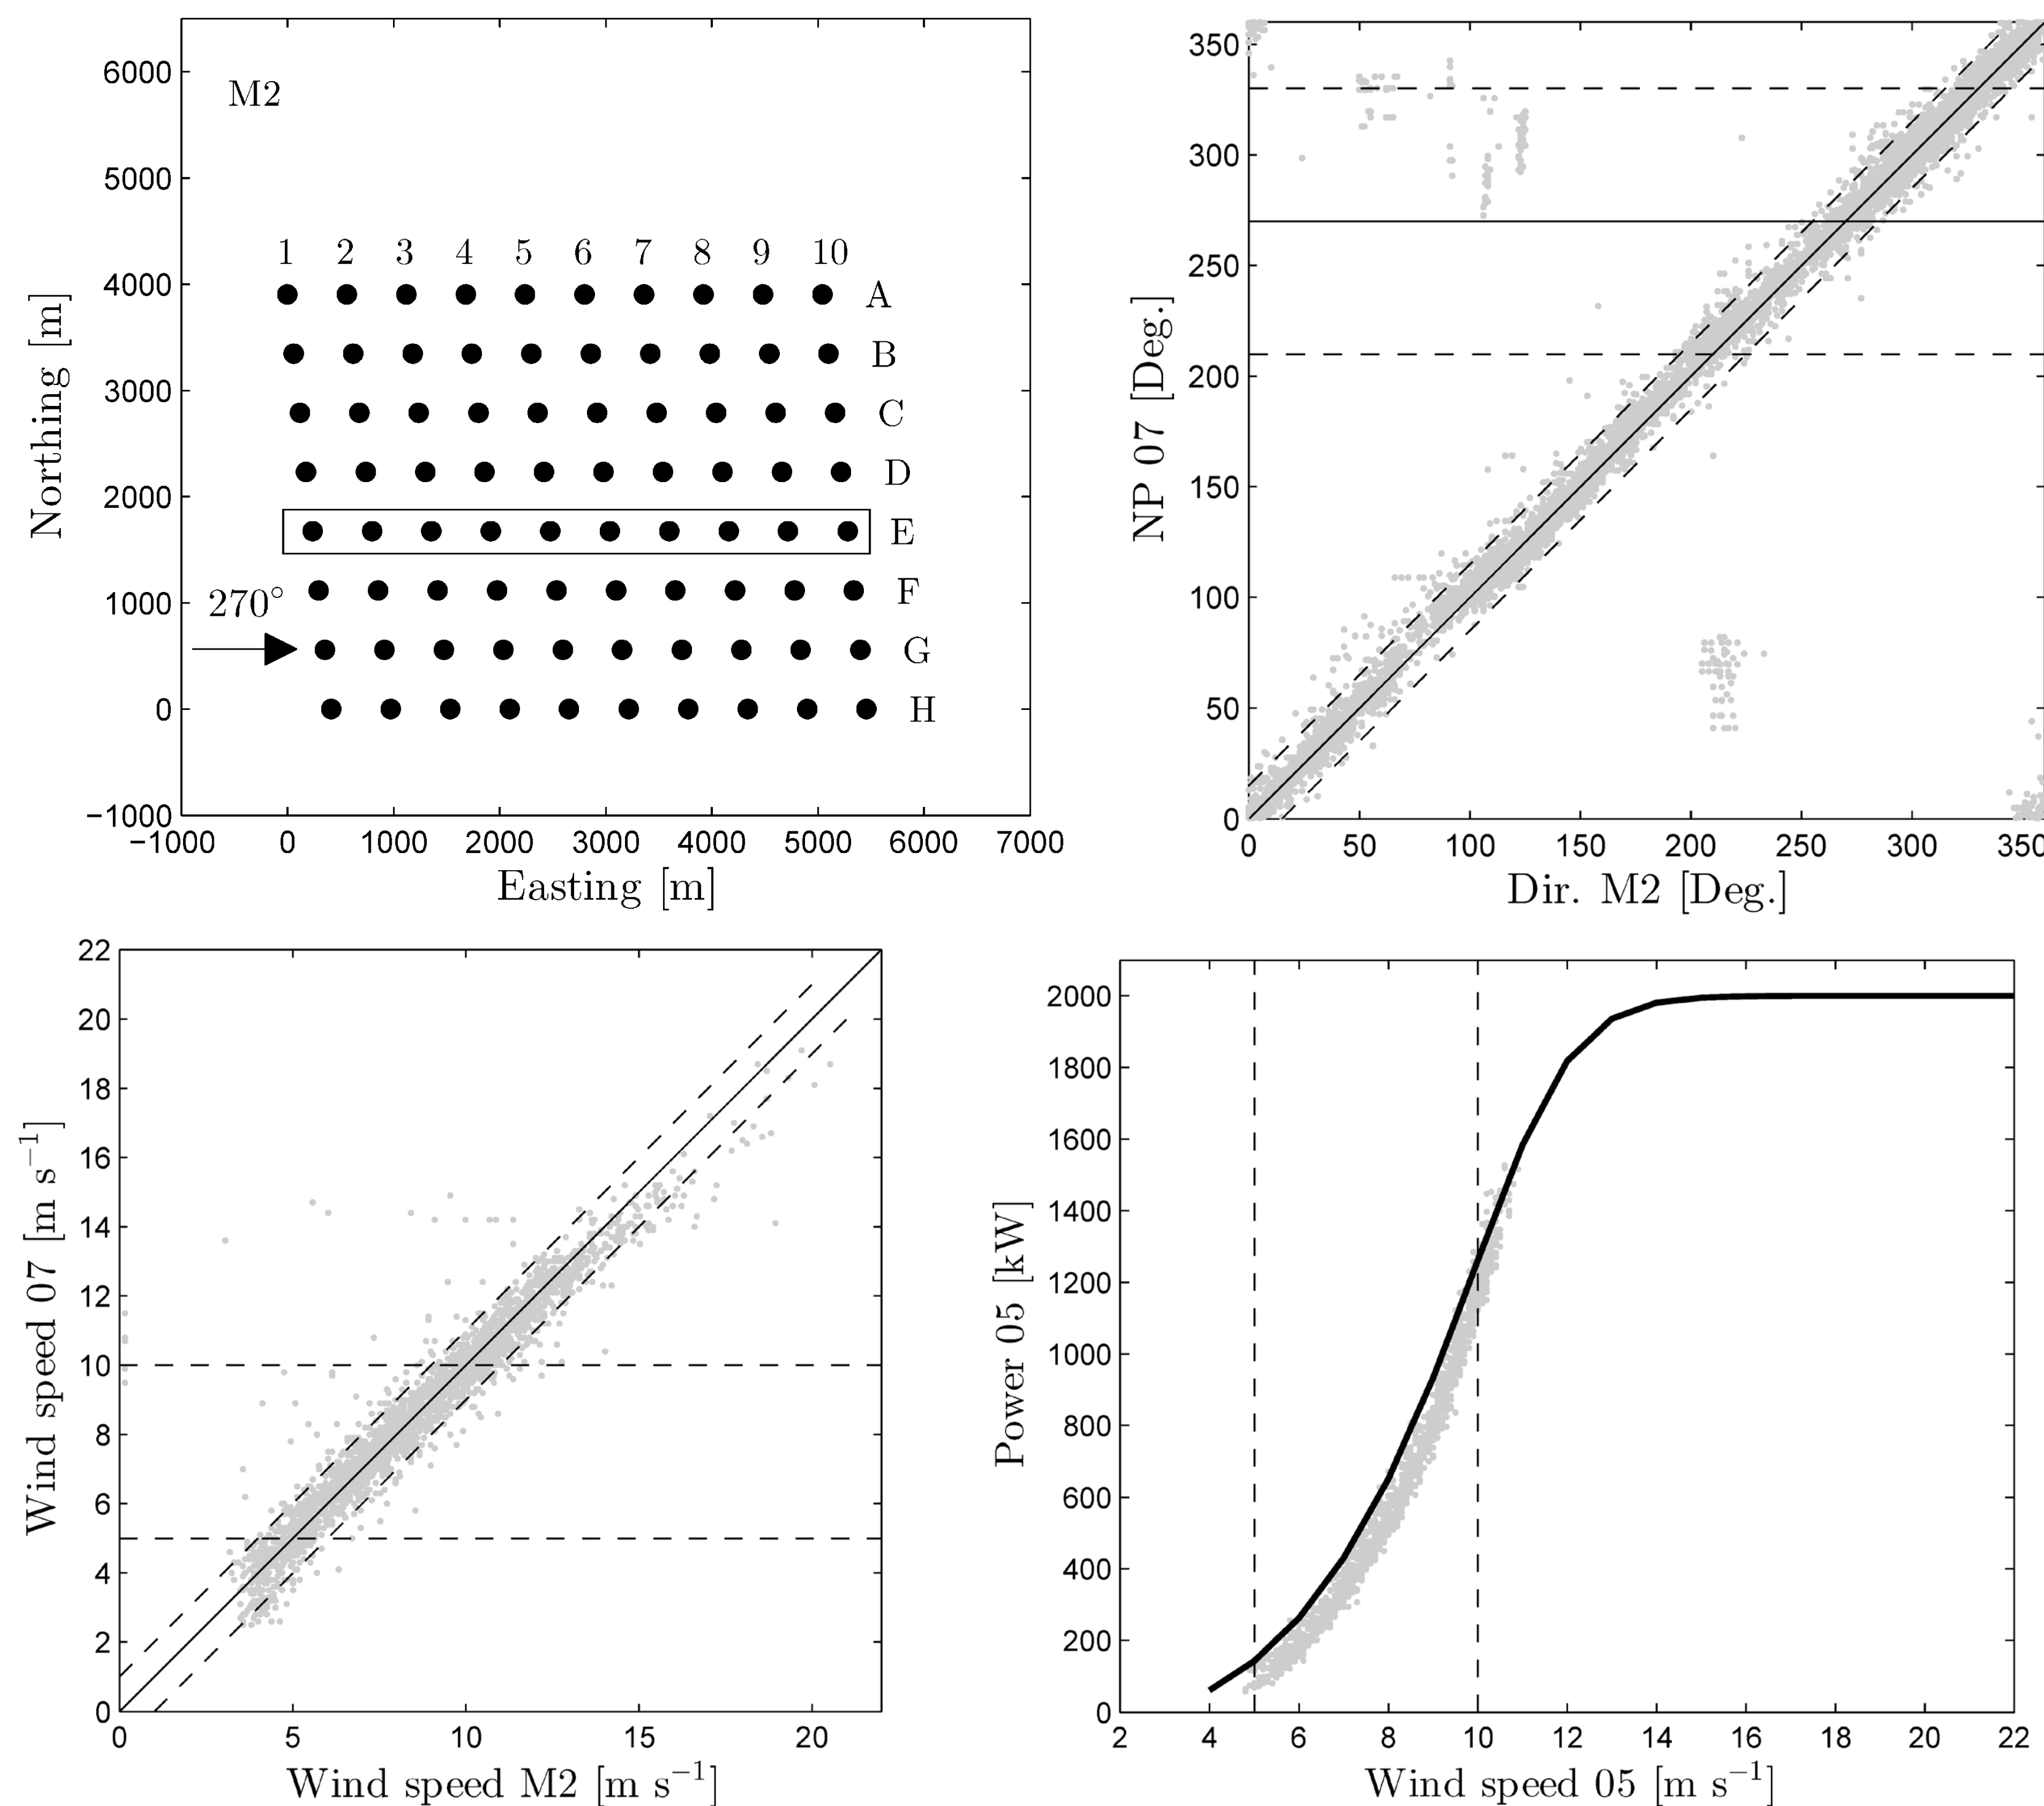 6000
M2
5000
1 2 3 4 5 6 7 8 9 10
4000 A
B
3000 C
D
2000
E
F
1000 270°
G
0 H
−1000
−1000 0 1000 2000 3000 4000 5000 6000 7000
Northing [m]
Easting [m]
350
300
250
200
150
100
50
0
0 50 100 150 200 250 300 350
NP 07 [Deg.]
Dir. M2 [Deg.]
22
20
18
16
14
12
10
8
6
4
2
0
0 5 10 15 20
Wind speed 07 [m s⁻¹]
Wind speed M2 [m s⁻¹]
2000
1800
1600
1400
1200
1000
800
600
400
200
0
2 4 6 8 10 12 14 16 18 20 22
Power 05 [kW]
Wind speed 05 [m s⁻¹]